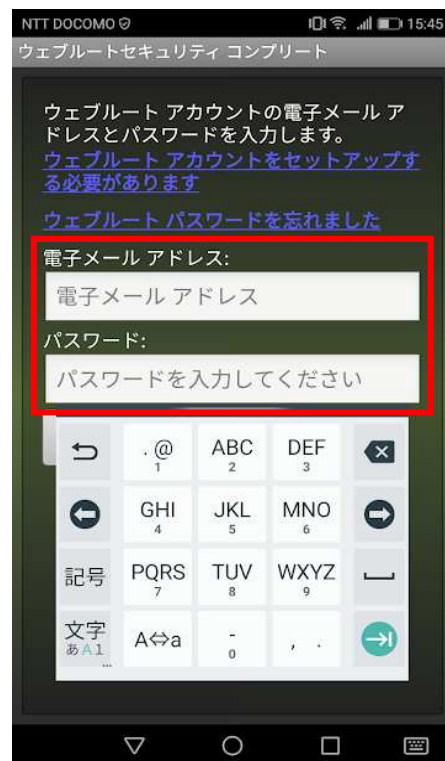 NTT DOCOMO 15:45
ウェブルートセキュリティ コンプリート
ウェブルート アカウントの電子メール ア
ドレスとパスワードを入力します。
ウェブルート アカウントをセットアップす
る必要があります
ウェブルート パスワードを忘れました
電子メール アドレス:
電子メール アドレス
パスワード:
パスワードを入力してください
. @ ABC DEF
1 2 3
GHI JKL MNO
4 5 6
記号 PQRS TUV WXYZ
7 8 9
文字 A⇔a - , .
あA1 0
...